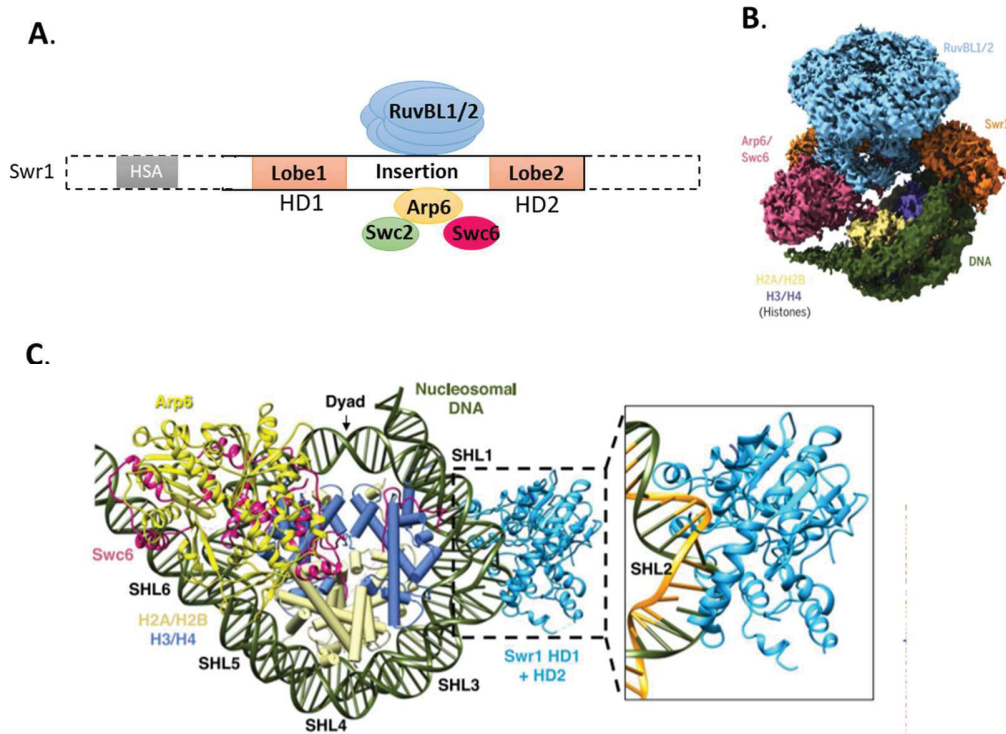 A.
RuvBL1/2
Swr1
HSA
Lobe1
Insertion
Lobe2
HD1
Arp6
HD2
Swc2
Swc6
B.
RuvBL1/2
Arp6/
Swc6
DNA
H2A/H2B
H3/H4
(Histones)
C.
Arp6
Dyad
Nucleosomal
DNA
SHL1
Swc6
SHL6
H2A/H2B
H3/H4
SHL5
SHL4
SHL3
Swr1 HD1
+ HD2
SHL2